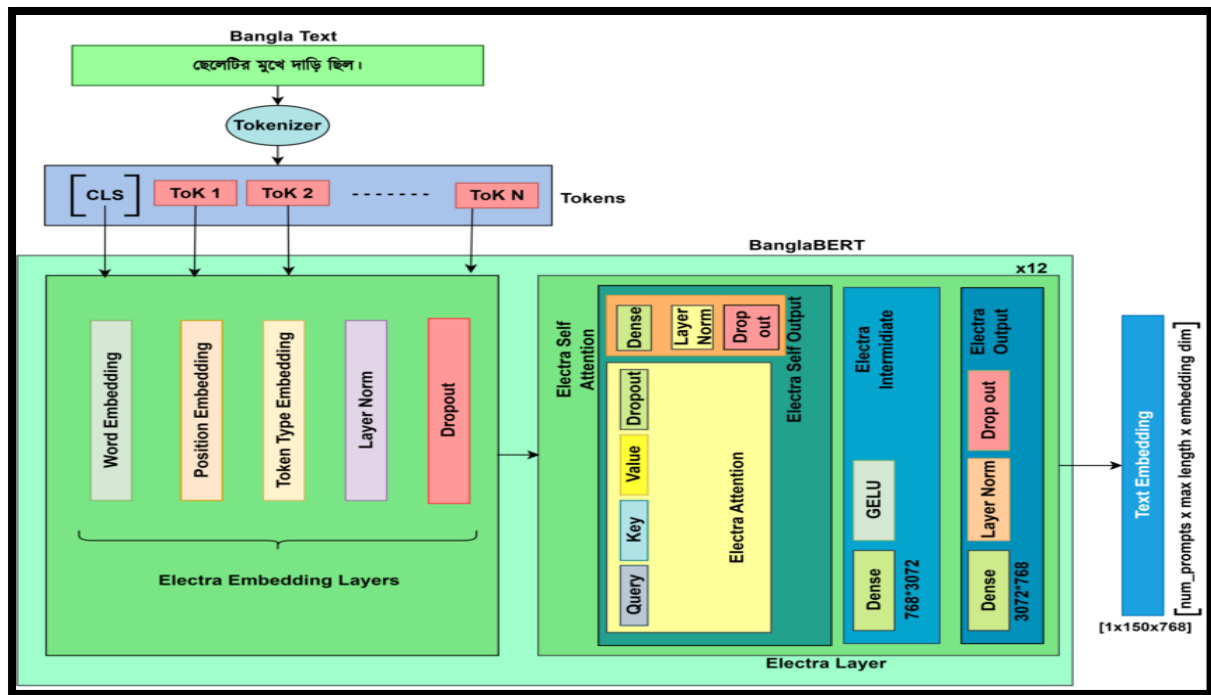 Bangla Text
ছেলেটির মুখে দাড়ি ছিল।
Tokenizer
[CLS] ToK 1 ToK 2 - - - - - - - ToK N
Tokens
BanglaBERT
x12
Word Embedding
Position Embedding
Token Type Embeding
Layer Norm
Dropout
Electra Embedding Layers
Electra Self
Attention
Dense
Layer
Norm
Drop
out
Electra Self Output
Query
Key
Value
Dropout
Electra Attention
Electra
Intermidiate
GELU
Dense
768*3072
Electra
Output
Drop out
Layer Norm
Dense
3072*768
Electra Layer
Text Embedding
[num_prompts x max length x embedding dim]
[1x150x768]